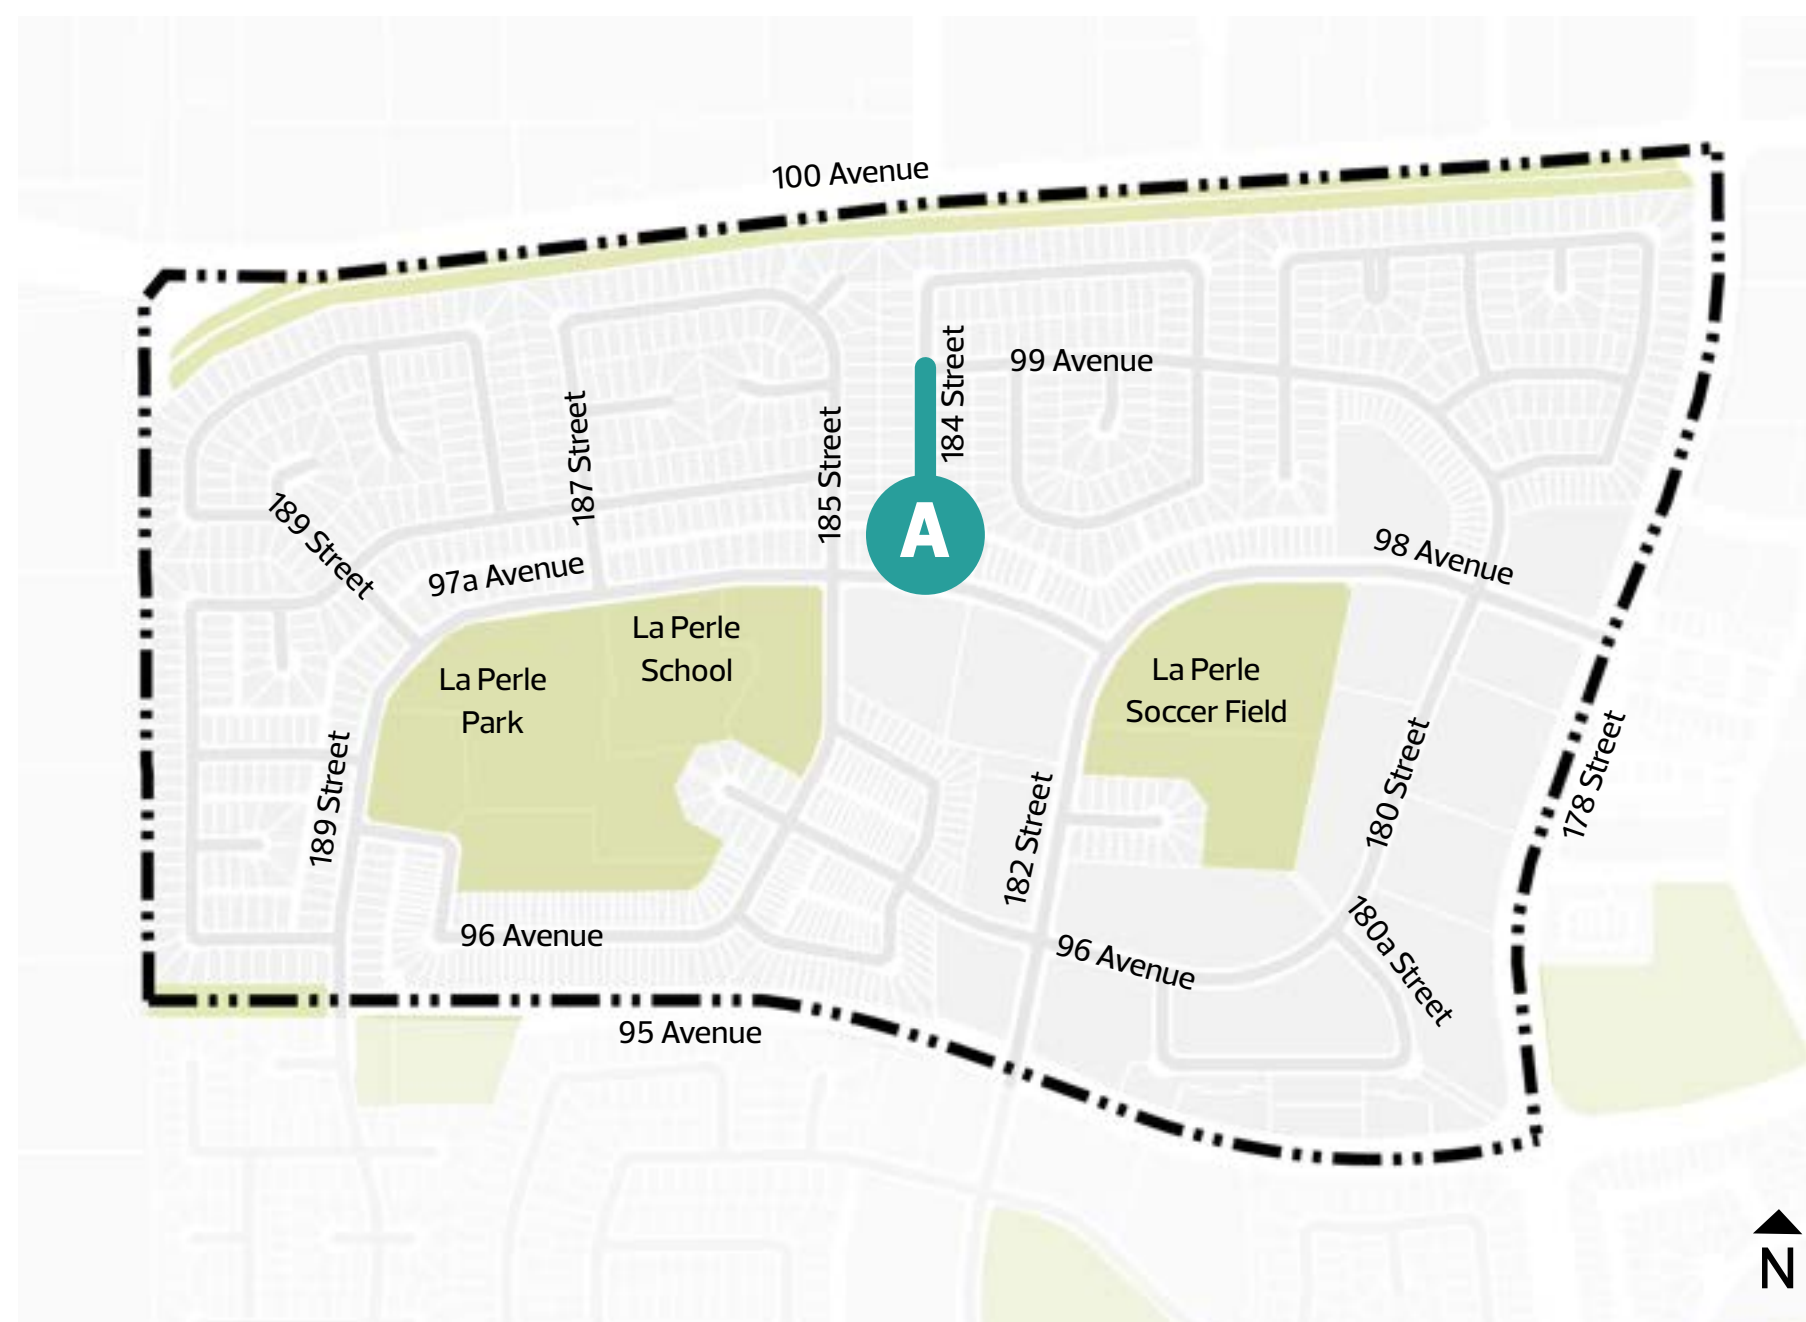 100 Avenue
184 Street
99 Avenue
187 Street
185 Street
189 Street
A
98 Avenue
97a Avenue
La Perle
School
La Perle
Park
La Perle
Soccer Field
180 Street
178 Street
189 Street
182 Street
180a Street
96 Avenue
96 Avenue
95 Avenue
N